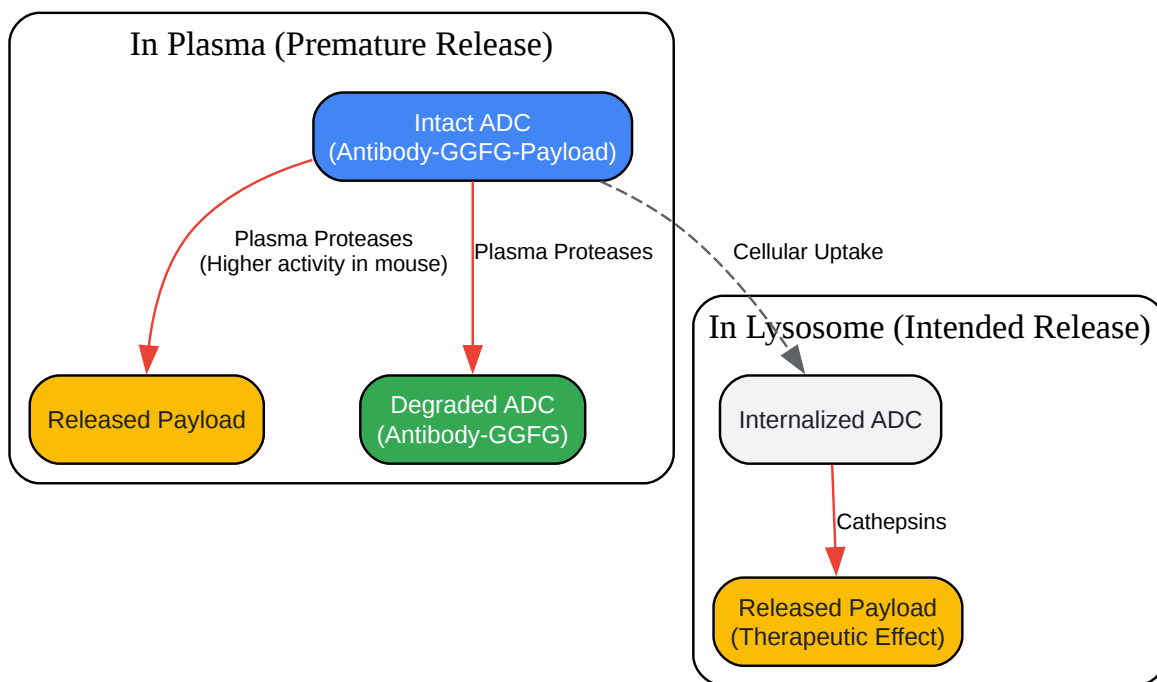 In Plasma (Premature Release)
Intact ADC
(Antibody-GGFG-Payload)
Plasma Proteases
(Higher activity in mouse)
Plasma Proteases
Cellular Uptake
Released Payload
Degraded ADC
(Antibody-GGFG)
In Lysosome (Intended Release)
Internalized ADC
Cathepsins
Released Payload
(Therapeutic Effect)